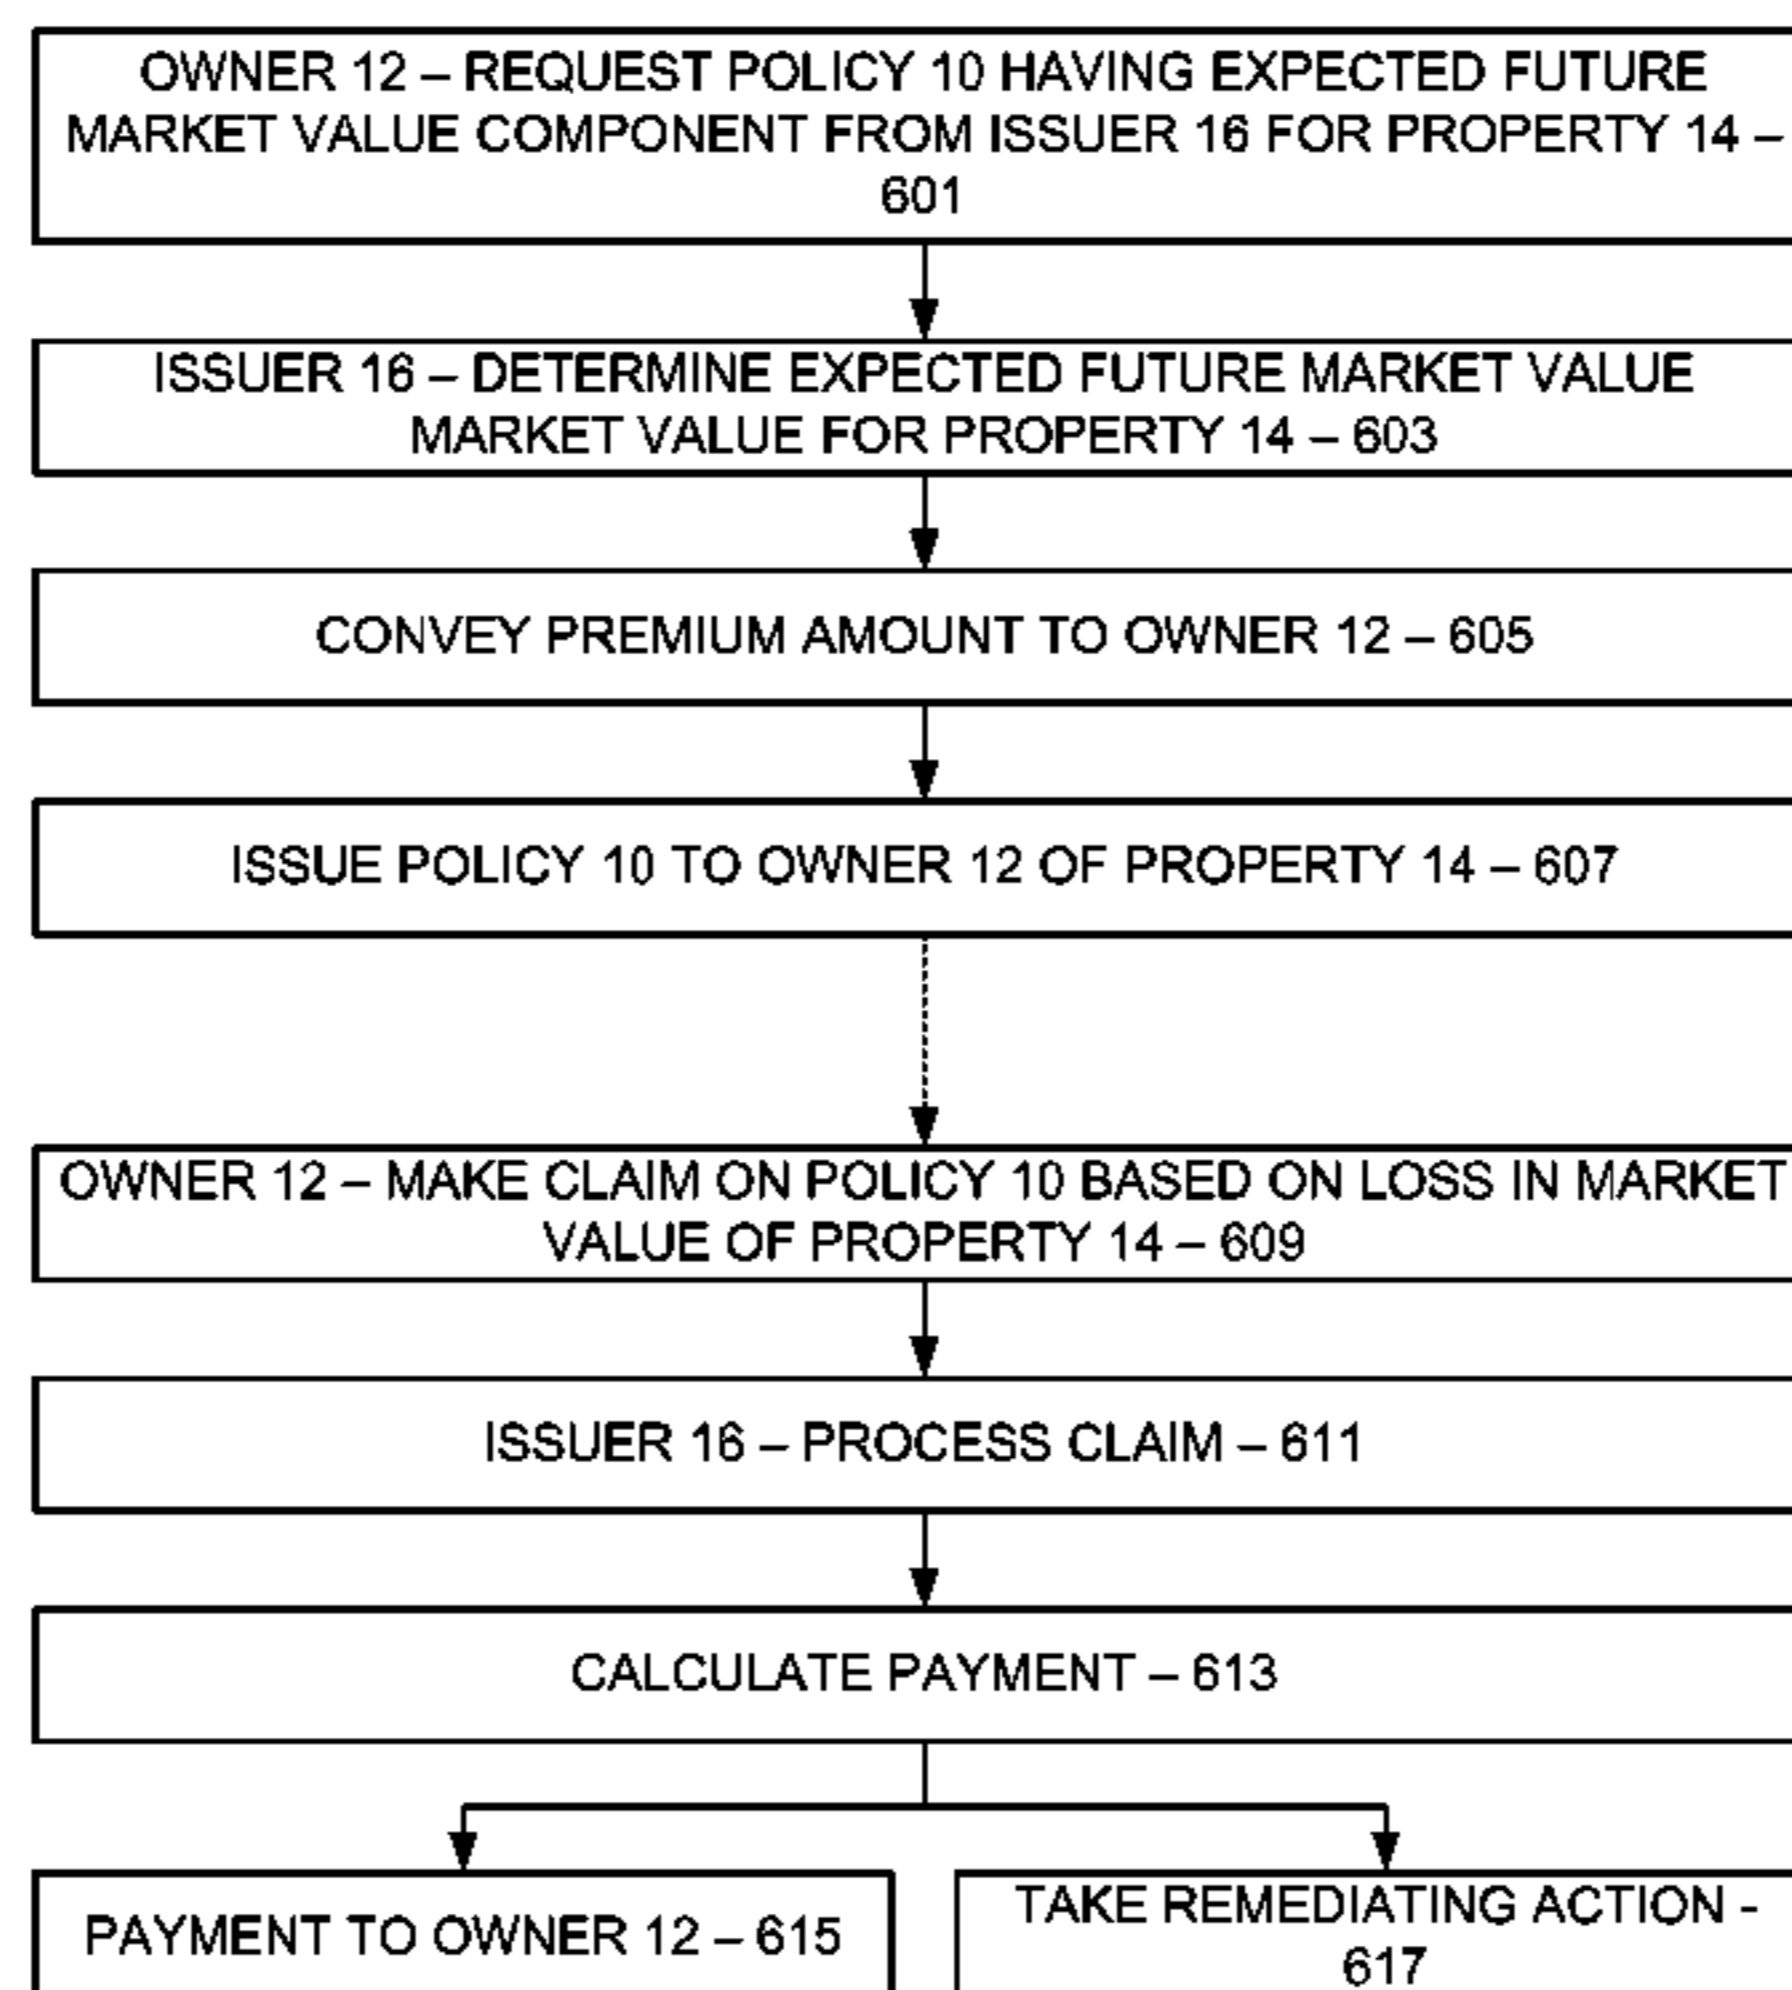 OWNER 12 – REQUEST POLICY 10 HAVING EXPECTED FUTURE
MARKET VALUE COMPONENT FROM ISSUER 16 FOR PROPERTY 14 –
601
ISSUER 16 – DETERMINE EXPECTED FUTURE MARKET VALUE
MARKET VALUE FOR PROPERTY 14 – 603
CONVEY PREMIUM AMOUNT TO OWNER 12 – 605
ISSUE POLICY 10 TO OWNER 12 OF PROPERTY 14 – 607
OWNER 12 – MAKE CLAIM ON POLICY 10 BASED ON LOSS IN MARKET
VALUE OF PROPERTY 14 – 609
ISSUER 16 – PROCESS CLAIM – 611
CALCULATE PAYMENT – 613
PAYMENT TO OWNER 12 – 615
TAKE REMEDIATING ACTION -
617